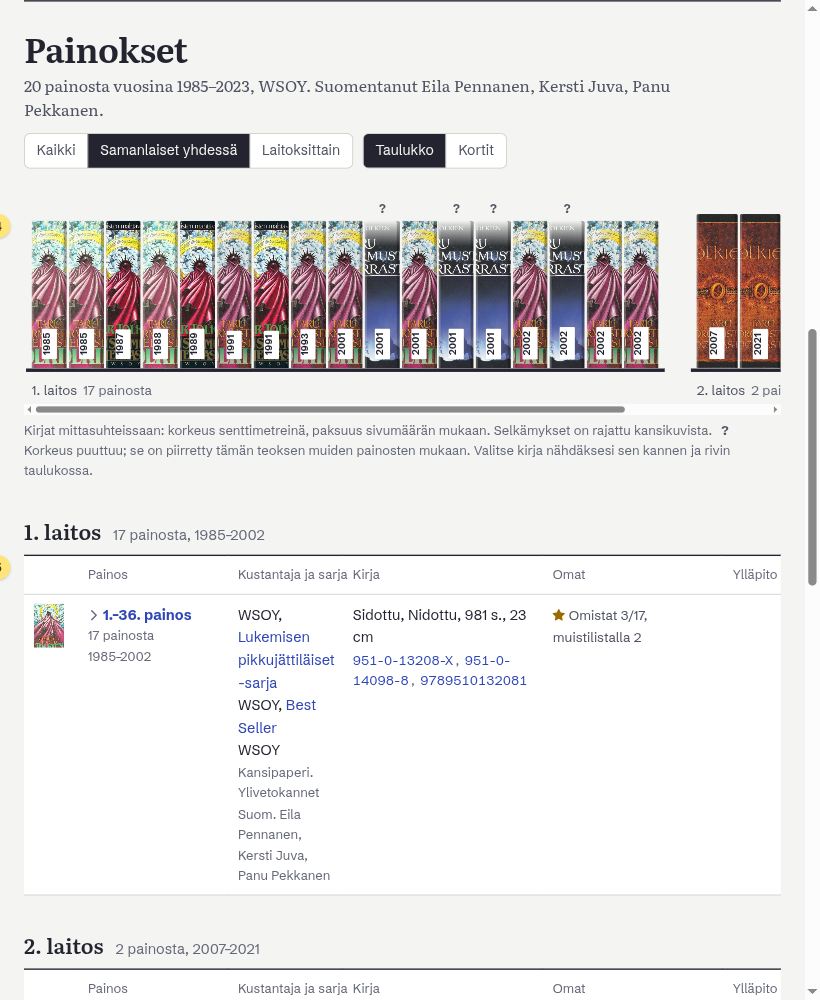 Painokset
20 painosta vuosina 1985–2023, WSOY. Suomentanut Eila Pennanen, Kersti Juva, Panu
Pekkanen.
Kaikki Samanlaiset yhdessä Laitoksittain Taulukko Kortit
? ? ? ?
1985 1985 1987 1988 1989 1991 1991 1993 2001 2001 2001 2001 2001 2002 2002 2002 2002 2007 2021
1. laitos 17 painosta 2. laitos 2 pai
Kirjat mittasuhteissaan: korkeus senttimetreinä, paksuus sivumäärän mukaan. Selkämykset on rajattu kansikuvista. ?
Korkeus puuttuu; se on piirretty tämän teoksen muiden painosten mukaan. Valitse kirja nähdäksesi sen kannen ja rivin
taulukossa.
1. laitos 17 painosta, 1985-2002
Painos Kustantaja ja sarja Kirja Omat Ylläpito
1.–36. painos
17 painosta
1985-2002
WSOY,
Lukemisen
pikkujättiläiset
-sarja
WSOY, Best
Seller
WSOY
Kansipaperi.
Ylivetokannet
Suom. Eila
Pennanen,
Kersti Juva,
Panu Pekkanen
Sidottu, Nidottu, 981 s., 23
cm
951-0-13208-X, 951-0-
14098-8, 9789510132081
Omistat 3/17,
muistilistalla 2
2. laitos 2 painosta, 2007-2021
Painos Kustantaja ja sarja Kirja Omat Ylläpito